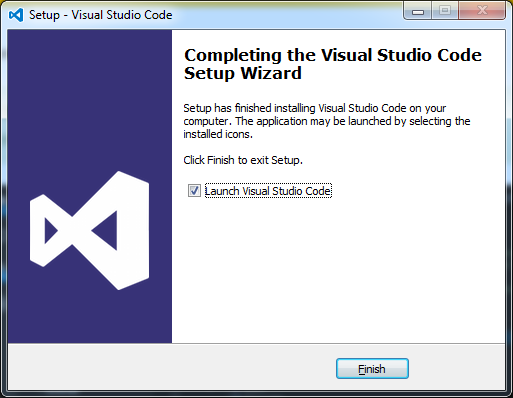 Setup - Visual Studio Code
Completing the Visual Studio Code
Setup Wizard
Setup has finished installing Visual Studio Code on your
computer. The application may be launched by selecting the
installed icons.
Click Finish to exit Setup.
Launch Visual Studio Code
Finish